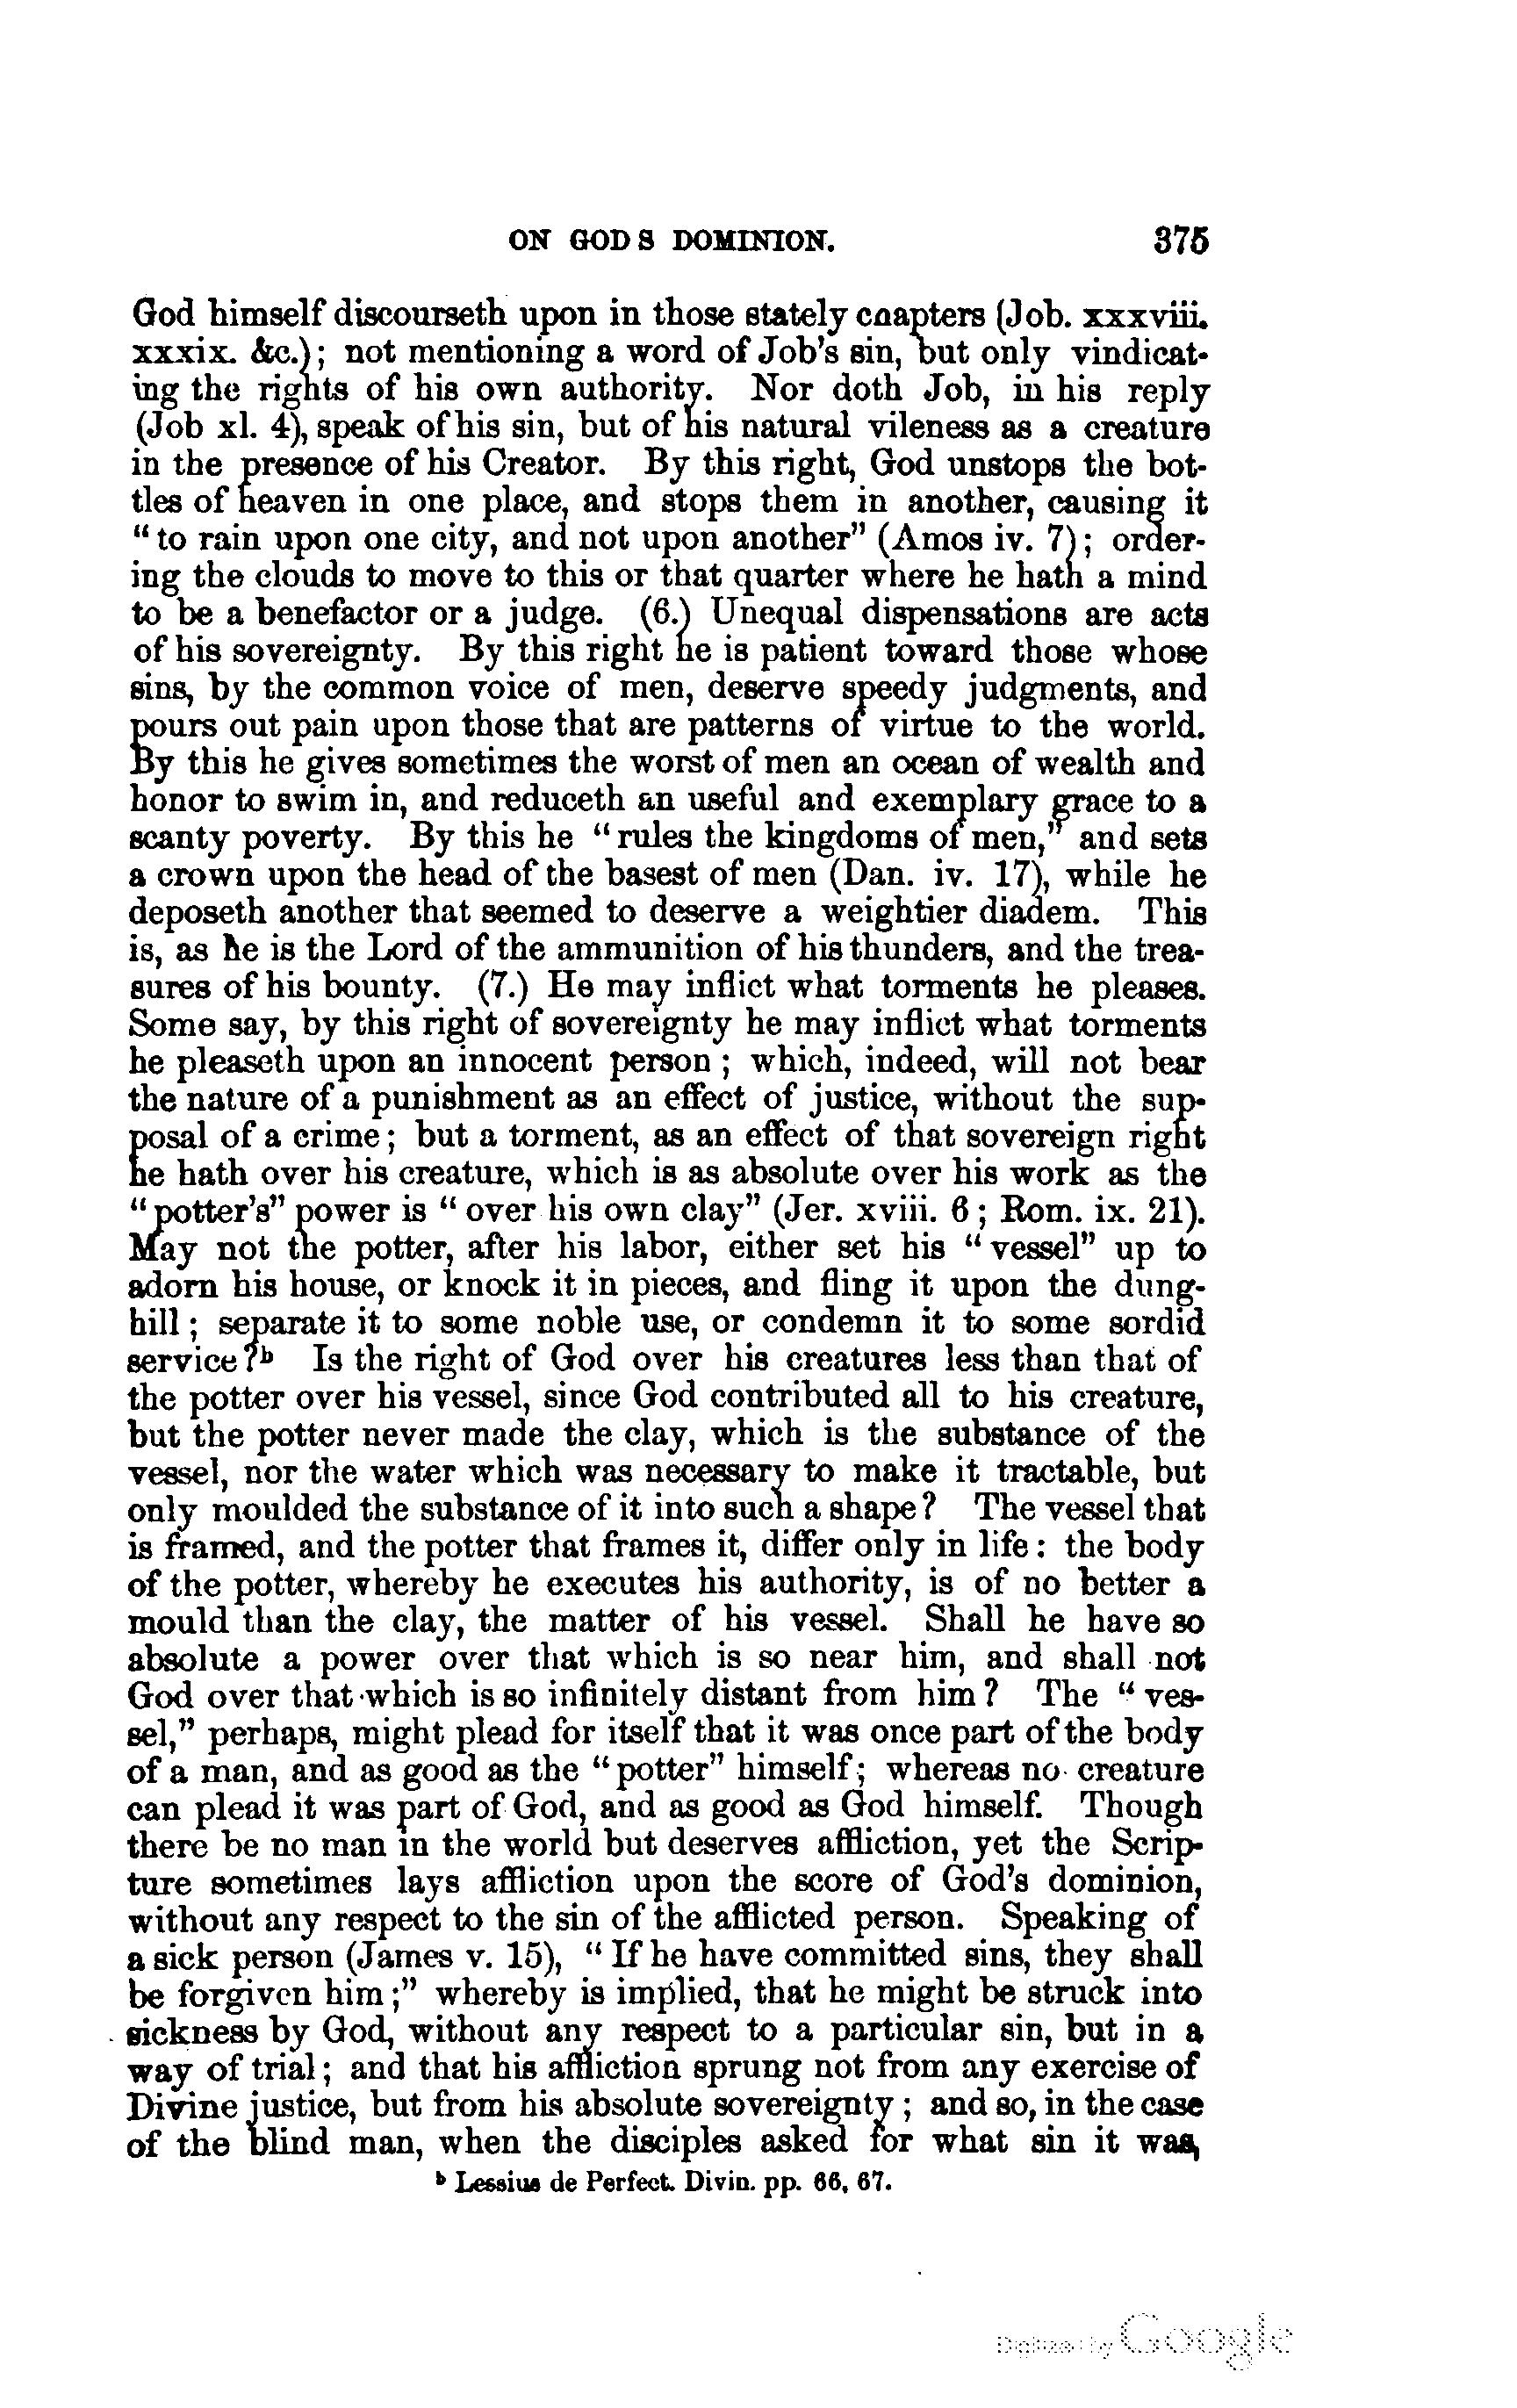 ON GOD S DOMINION. 375
God himself discourseth upon in those stately chapters (Job. xxxviii.
xxxix. &c.); not mentioning a word of Job's sin, but only vindicat-
ing the rights of his own authority. Nor doth Job, in his reply
(Job xl. 4), speak of his sin, but of his natural vileness as a creature
in the presence of his Creator. By this right, God unstops the bot-
tles of heaven in one place, and stops them in another, causing it
"to rain upon one city, and not upon another" (Amos iv. 7); order-
ing the clouds to move to this or that quarter where he hath a mind
to be a benefactor or a judge. (6.) Unequal dispensations are acts
of his sovereignty. By this right he is patient toward those whose
sins, by the common voice of men, deserve speedy judgments, and
pours out pain upon those that are patterns of virtue to the world.
By this he gives sometimes the worst of men an ocean of wealth and
honor to swim in, and reduceth an useful and exemplary grace to a
scanty poverty. By this he "rules the kingdoms of men," and sets
a crown upon the head of the basest of men (Dan. iv. 17), while he
deposeth another that seemed to deserve a weightier diadem. This
is, as he is the Lord of the ammunition of his thunders, and the trea-
sures of his bounty. (7.) He may inflict what torments he pleases.
Some say, by this right of sovereignty he may inflict what torments
he pleaseth upon an innocent person; which, indeed, will not bear
the nature of a punishment as an effect of justice, without the sup-
posal of a crime; but a torment, as an effect of that sovereign right
he hath over his creature, which is as absolute over his work as the
"potter's" power is "over his own clay" (Jer. xviii. 6; Rom. ix. 21).
May not the potter, after his labor, either set his "vessel" up to
adorn his house, or knock it in pieces, and fling it upon the dung-
hill; separate it to some noble use, or condemn it to some sordid
service?b Is the right of God over his creatures less than that of
the potter over his vessel, since God contributed all to his creature,
but the potter never made the clay, which is the substance of the
vessel, nor the water which was necessary to make it tractable, but
only moulded the substance of it into such a shape? The vessel that
is framed, and the potter that frames it, differ only in life: the body
of the potter, whereby he executes his authority, is of no better a
mould than the clay, the matter of his vessel. Shall he have so
absolute a power over that which is so near him, and shall not
God over that which is so infinitely distant from him? The "ves-
sel," perhaps, might plead for itself that it was once part of the body
of a man, and as good as the "potter" himself; whereas no creature
can plead it was part of God, and as good as God himself. Though
there be no man in the world but deserves affliction, yet the Scrip-
ture sometimes lays affliction upon the score of God's dominion,
without any respect to the sin of the afflicted person. Speaking of
a sick person (James v. 15), "If he have committed sins, they shall
be forgiven him;" whereby is implied, that he might be struck into
sickness by God, without any respect to a particular sin, but in a
way of trial; and that his affliction sprung not from any exercise of
Divine justice, but from his absolute sovereignty; and so, in the case
of the blind man, when the disciples asked for what sin it was,
b Lessius de Perfect. Divin. pp. 66, 67.
Digitized by Google